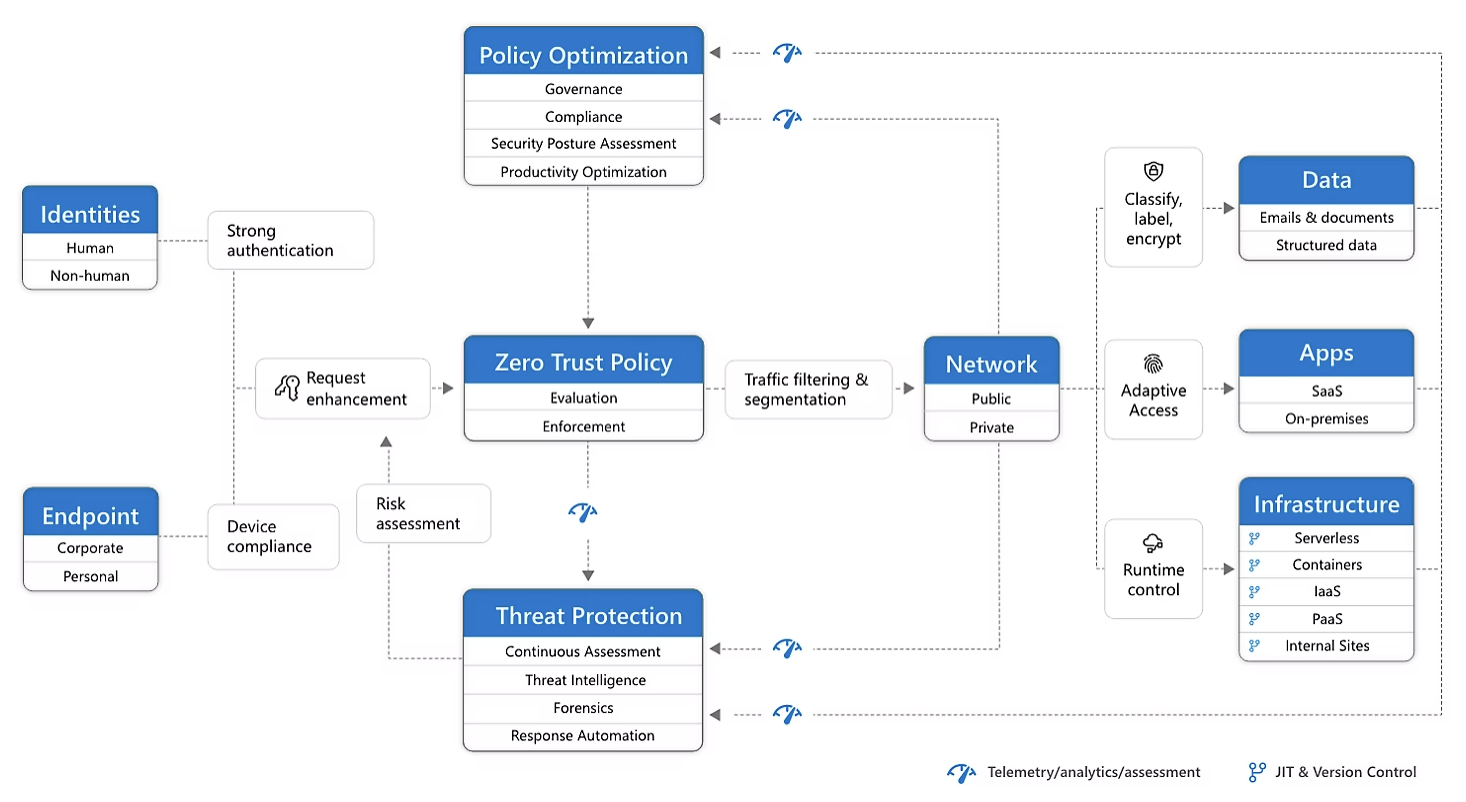 Policy Optimization
Governance
Compliance
Security Posture Assessment
Productivity Optimization
Identities
Human
Non-human
Strong
authentication
Endpoint
Corporate
Personal
Device
compliance
Request
enhancement
Risk
assessment
Zero Trust Policy
Evaluation
Enforcement
Threat Protection
Continuous Assessment
Threat Intelligence
Forensics
Response Automation
Traffic filtering &
segmentation
Network
Public
Private
Classify,
label,
encrypt
Data
Emails & documents
Structured data
Adaptive
Access
Apps
SaaS
On-premises
Runtime
control
Infrastructure
Serverless
Containers
IaaS
PaaS
Internal Sites
Telemetry/analytics/assessment
JIT & Version Control